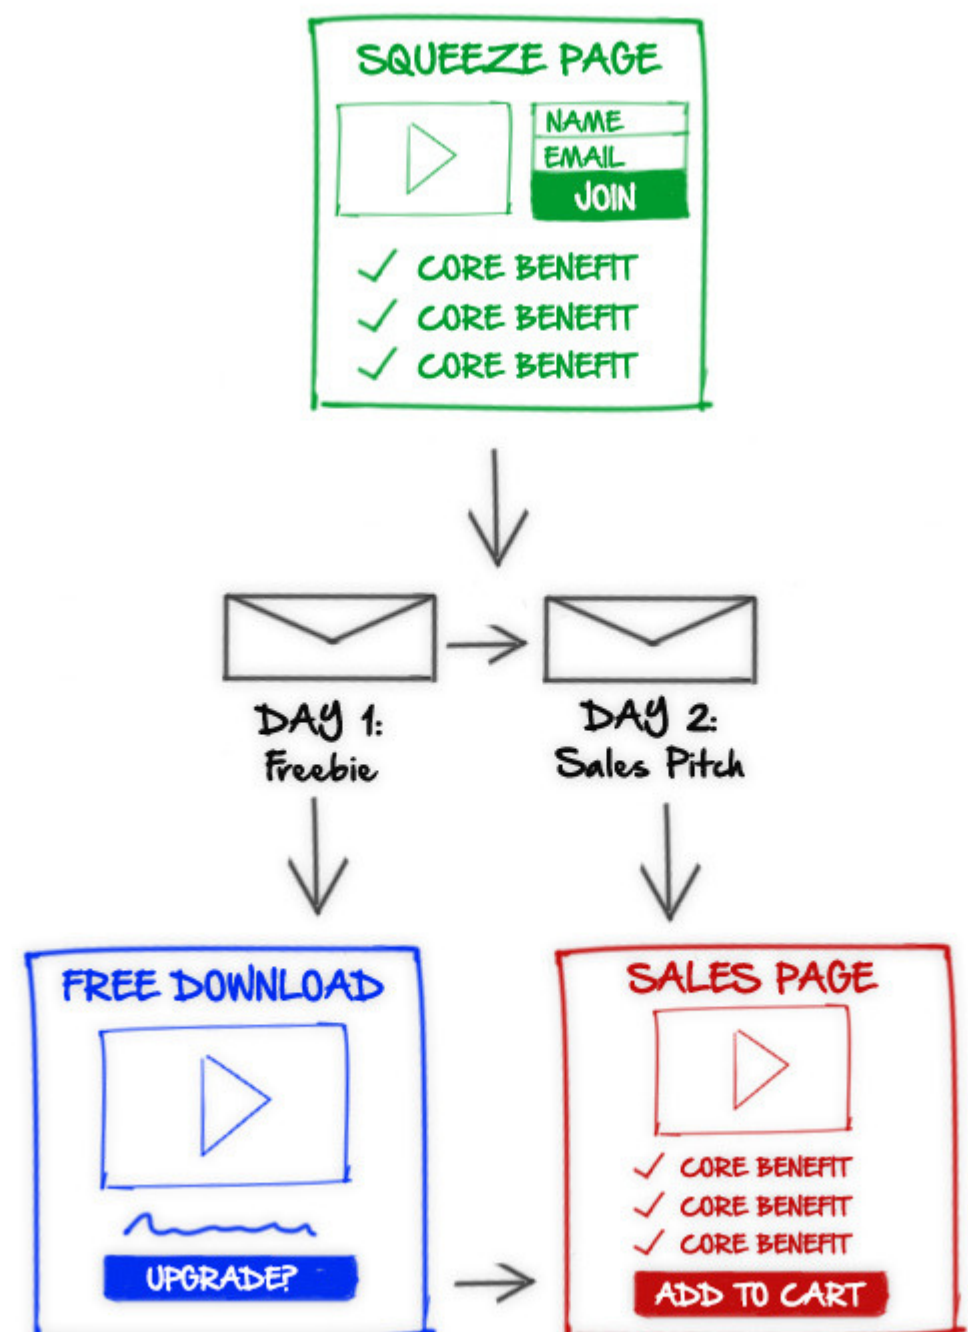 SQUEEZE PAGE
NAME
EMAIL
JOIN
CORE BENEFIT
CORE BENEFIT
CORE BENEFIT
DAY 1:
Freebie
DAY 2:
Sales Pitch
FREE DOWNLOAD
UPGRADE?
SALES PAGE
CORE BENEFIT
CORE BENEFIT
CORE BENEFIT
ADD TO CART